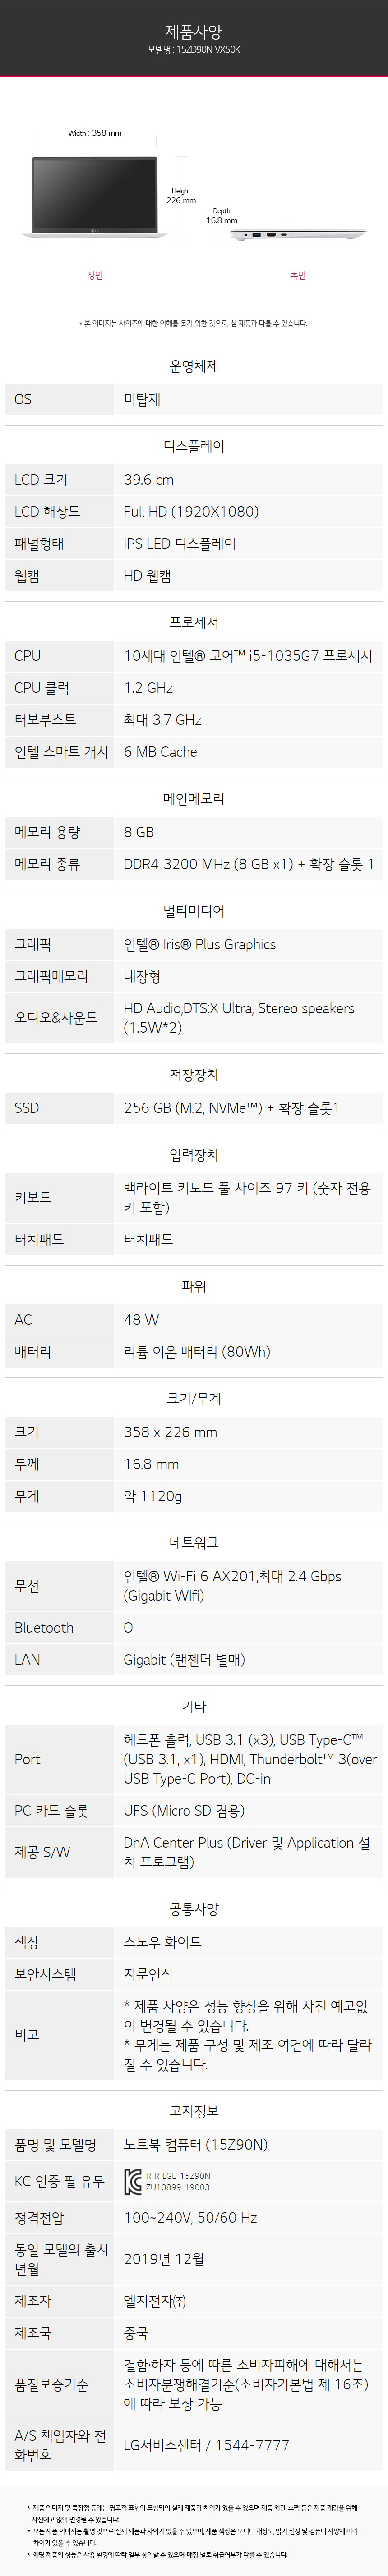 제품사양
모델명 : 15ZD90N-VX50K
Width : 358 mm
Height
226 mm
Depth
16.8 mm
LG
정면
측면
* 본 이미지는 사이즈에 대한 이해를 돕기 위한 것으로, 실 제품과 다를 수 있습니다.
운영체제
OS 미탑재
디스플레이
LCD 크기 39.6 cm
LCD 해상도 Full HD (1920X1080)
패널형태 IPS LED 디스플레이
웹캠 HD 웹캠
프로세서
CPU 10세대 인텔® 코어™ i5-1035G7 프로세서
CPU 클럭 1.2 GHz
터보부스트 최대 3.7 GHz
인텔 스마트 캐시 6 MB Cache
메인메모리
메모리 용량 8 GB
메모리 종류 DDR4 3200 MHz (8 GB x1) + 확장 슬롯 1
멀티미디어
그래픽 인텔® Iris® Plus Graphics
그래픽메모리 내장형
오디오&사운드 HD Audio,DTS:X Ultra, Stereo speakers
(1.5W*2)
저장장치
SSD 256 GB (M.2, NVMe™) + 확장 슬롯1
입력장치
키보드 백라이트 키보드 풀 사이즈 97 키 (숫자 전용
키 포함)
터치패드 터치패드
파워
AC 48 W
배터리 리튬 이온 배터리 (80Wh)
크기/무게
크기 358 x 226 mm
두께 16.8 mm
무게 약 1120g
네트워크
무선 인텔® Wi-Fi 6 AX201,최대 2.4 Gbps
(Gigabit WIfi)
Bluetooth O
LAN Gigabit (랜젠더 별매)
기타
Port 헤드폰 출력, USB 3.1 (x3), USB Type-C™
(USB 3.1, x1), HDMI, Thunderbolt™ 3(over
USB Type-C Port), DC-in
PC 카드 슬롯 UFS (Micro SD 겸용)
제공 S/W DnA Center Plus (Driver 및 Application 설
치 프로그램)
공통사양
색상 스노우 화이트
보안시스템 지문인식
비고 * 제품 사양은 성능 향상을 위해 사전 예고없
이 변경될 수 있습니다.
* 무게는 제품 구성 및 제조 여건에 따라 달라
질 수 있습니다.
고지정보
품명 및 모델명 노트북 컴퓨터 (15Z90N)
KC 인증 필 유무 R-R-LGE-15Z90N
ZU10899-19003
정격전압 100~240V, 50/60 Hz
동일 모델의 출시
년월 2019년 12월
제조자 엘지전자㈜
제조국 중국
품질보증기준 결함·하자 등에 따른 소비자피해에 대해서는
소비자분쟁해결기준(소비자기본법 제 16조)
에 따라 보상 가능
A/S 책임자와 전
화번호 LG서비스센터 / 1544-7777
* 제품 이미지 및 특장점 등에는 광고적 표현이 포함되어 실제 제품과 차이가 있을 수 있으며 제품 외관, 스펙 등은 제품 개량을 위해
사전예고 없이 변경될 수 있습니다.
* 모든 제품 이미지는 촬영 컷으로 실제 제품과 차이가 있을 수 있으며, 제품 색상은 모니터 해상도, 밝기 설정 및 컴퓨터 사양에 따라
차이가 있을 수 있습니다.
* 해당 제품의 성능은 사용 환경에 따라 일부 상이할 수 있으며, 매장 별로 취급여부가 다를 수 있습니다.